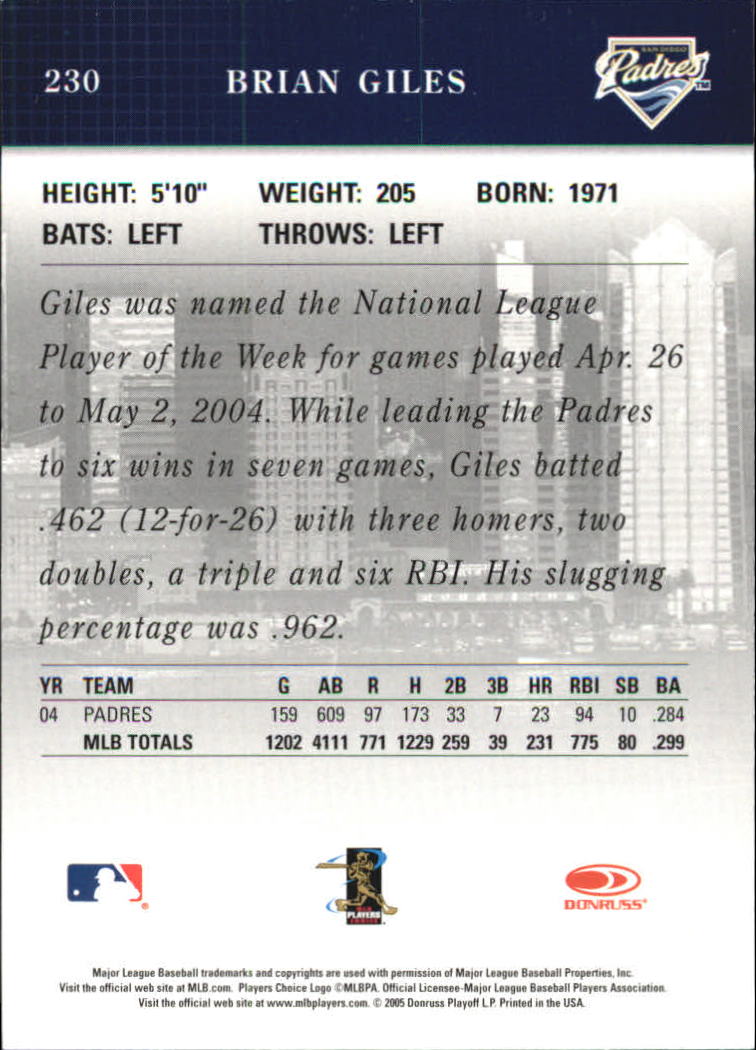 230 BRIAN GILES
SAN DIEGO
Padres TM
HEIGHT: 5'10" WEIGHT: 205 BORN: 1971
BATS: LEFT THROWS: LEFT
Giles was named the National League
Player of the Week for games played Apr. 26
to May 2, 2004. While leading the Padres
to six wins in seven games, Giles batted
.462 (12-for-26) with three homers, two
doubles, a triple and six RBI. His slugging
percentage was .962.
YR TEAM G AB R H 2B 3B HR RBI SB BA
04 PADRES 159 609 97 173 33 7 23 94 10 .284
MLB TOTALS 1202 4111 771 1229 259 39 231 775 80 .299
MLB
PLAYERS
CHOICE
DONRUSS
Major League Baseball trademarks and copyrights are used with permission of Major League Baseball Properties, Inc.
Visit the official web site at MLB.com. Players Choice Logo ©MLBPA. Official Licensee-Major League Baseball Players Association.
Visit the official web site at www.mlbplayers.com. © 2005 Donruss Playoff L.P. Printed in the USA.